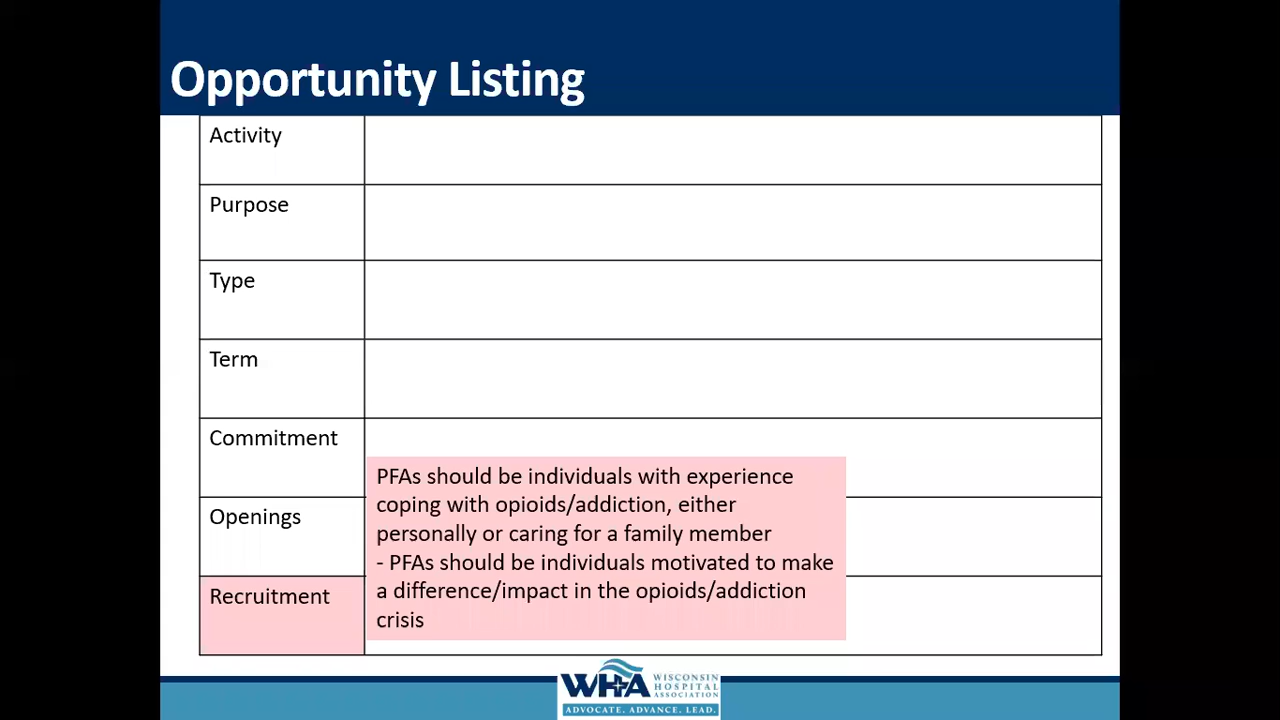 Opportunity Listing
Activity
Purpose
Type
Term
Commitment
Openings
Recruitment
PFAs should be individuals with experience
coping with opioids/addiction, either
personally or caring for a family member
- PFAs should be individuals motivated to make
a difference/impact in the opioids/addiction
crisis
WHA
WISCONSIN
HOSPITAL
ASSOCIATION
ADVOCATE. ADVANCE. LEAD.